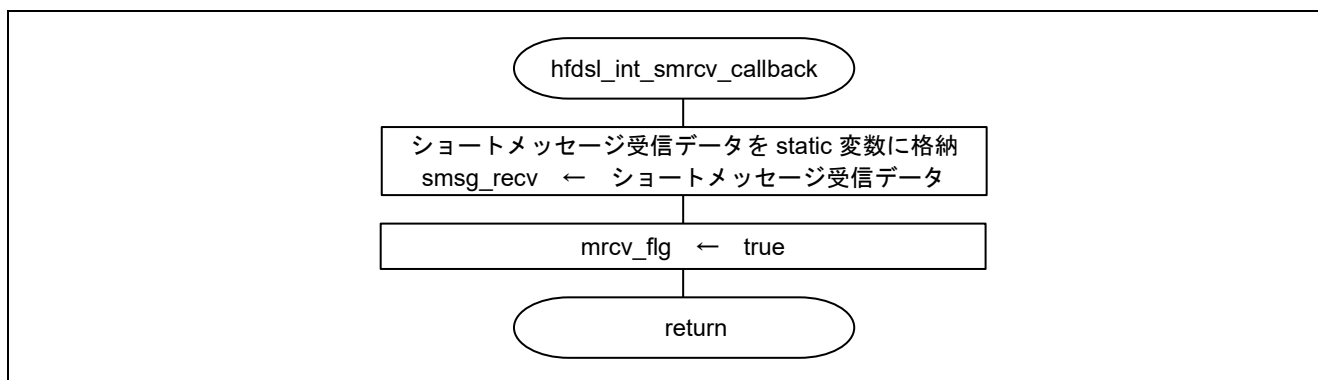 hfdsl_int_smrcv_callback
ショートメッセージ受信データを static 変数に格納
smsg_recv ← ショートメッセージ受信データ
mrcv_flg ← true
return